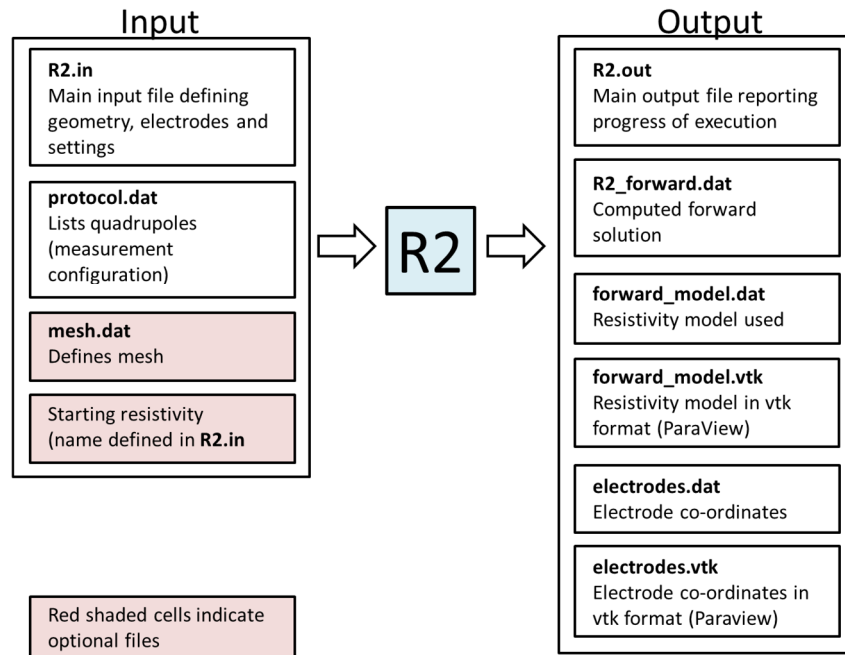 Input
R2.in
Main input file defining
geometry, electrodes and
settings
protocol.dat
Lists quadrupoles
(measurement
configuration)
mesh.dat
Defines mesh
Starting resistivity
(name defined in R2.in
Red shaded cells indicate
optional files
R2
Output
R2.out
Main output file reporting
progress of execution
R2_forward.dat
Computed forward
solution
forward_model.dat
Resistivity model used
forward_model.vtk
Resistivity model in vtk
format (ParaView)
electrodes.dat
Electrode co-ordinates
electrodes.vtk
Electrode co-ordinates in
vtk format (Paraview)